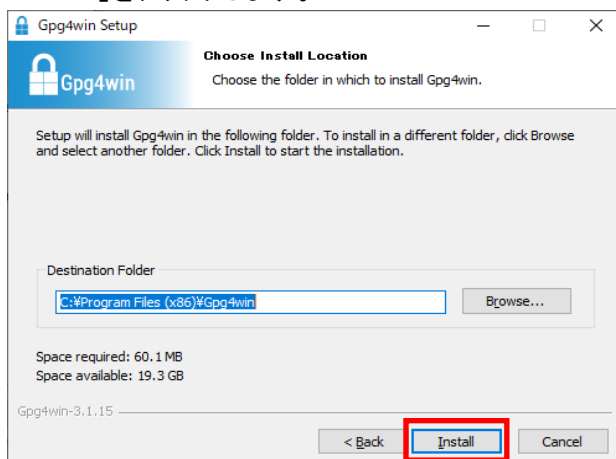 Gpg4win Setup
Gpg4win
Choose Install Location
Choose the folder in which to install Gpg4win.
Setup will install Gpg4win in the following folder. To install in a different folder, click Browse
and select another folder. Click Install to start the installation.
Destination Folder
C:¥Program Files (x86)¥Gpg4win
Browse...
Space required: 60.1 MB
Space available: 19.3 GB
Gpg4win-3.1.15
< Back
Install
Cancel